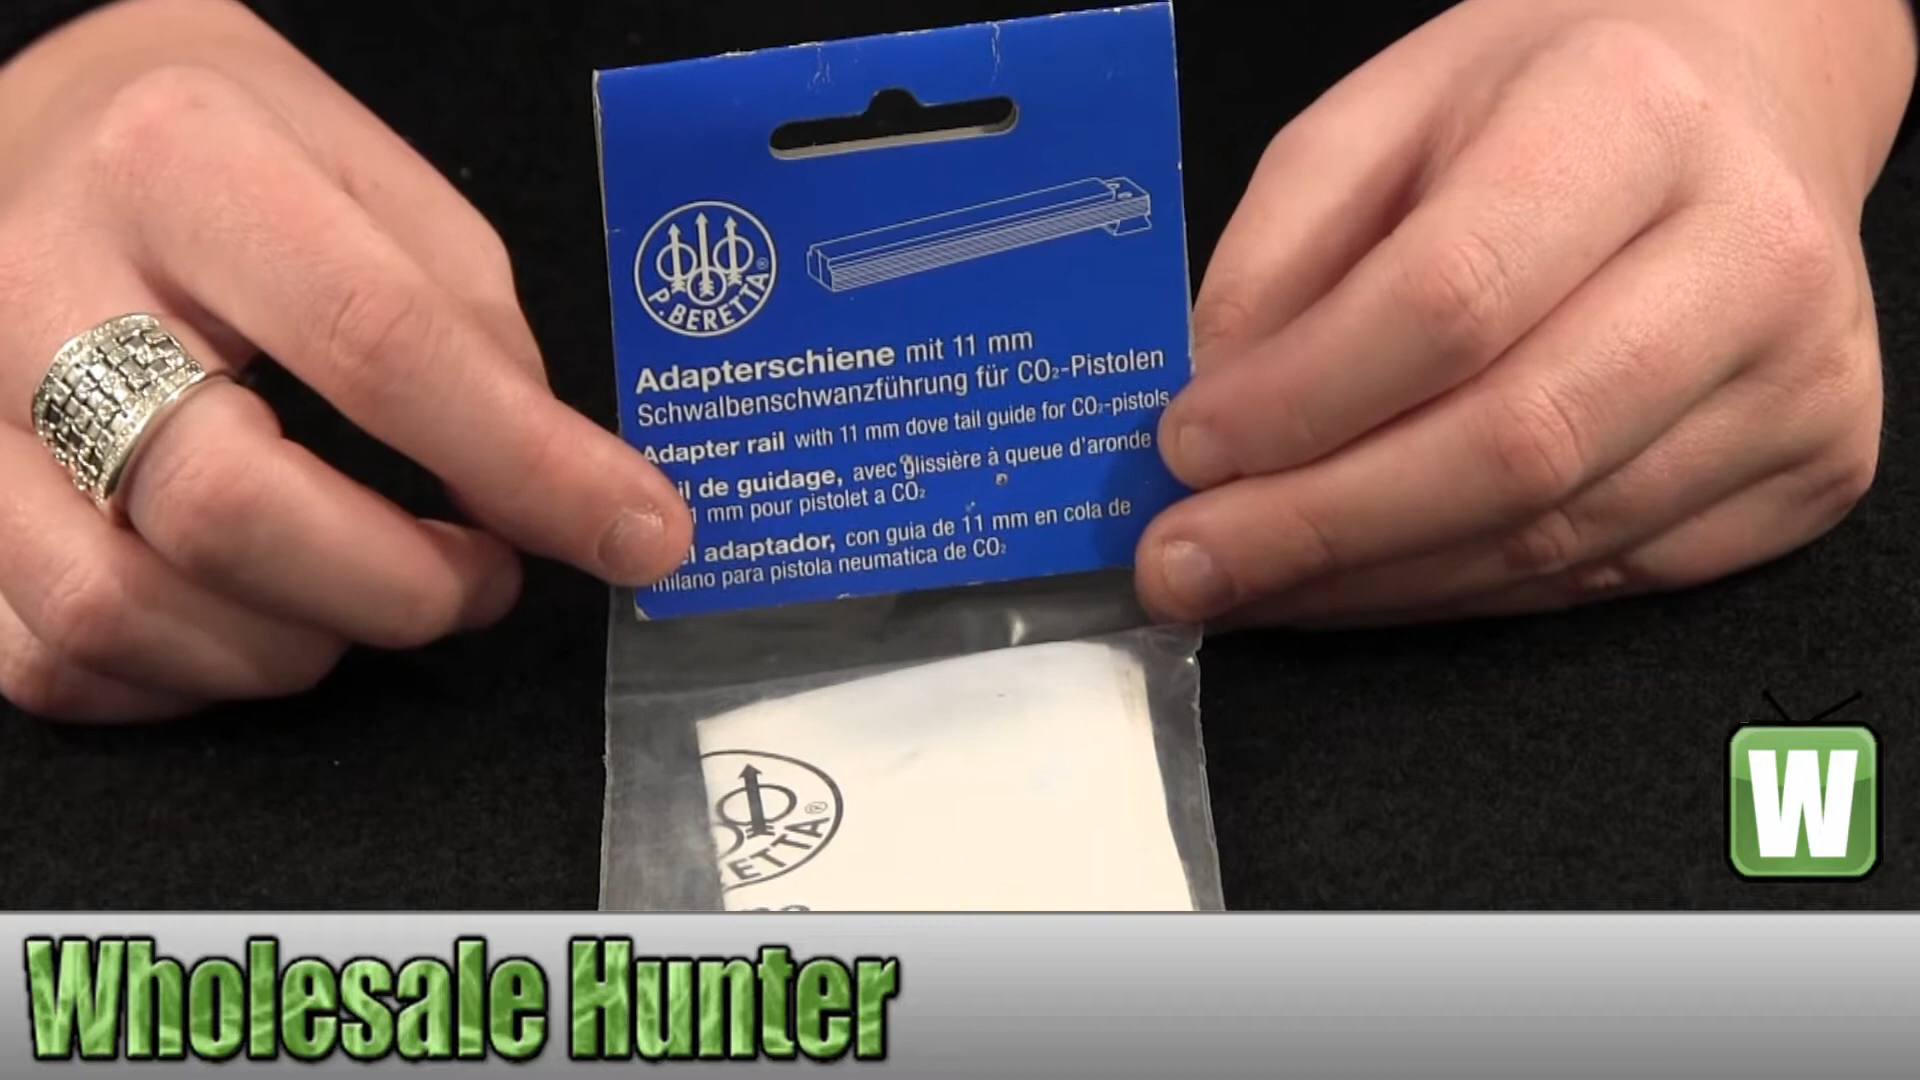 P. BERETTA®
Adapterschiene mit 11 mm
Schwalbenschwanzführung für CO₂-Pistolen
Adapter rail with 11 mm dove tail guide for CO₂-pistols
de guidage, avec glissière à queue d'aronde
mm pour pistolet a CO₂
adaptador, con guia de 11 mm en cola de
milano para pistola neumatica de CO₂
ETTA®
W
Wholesale Hunter